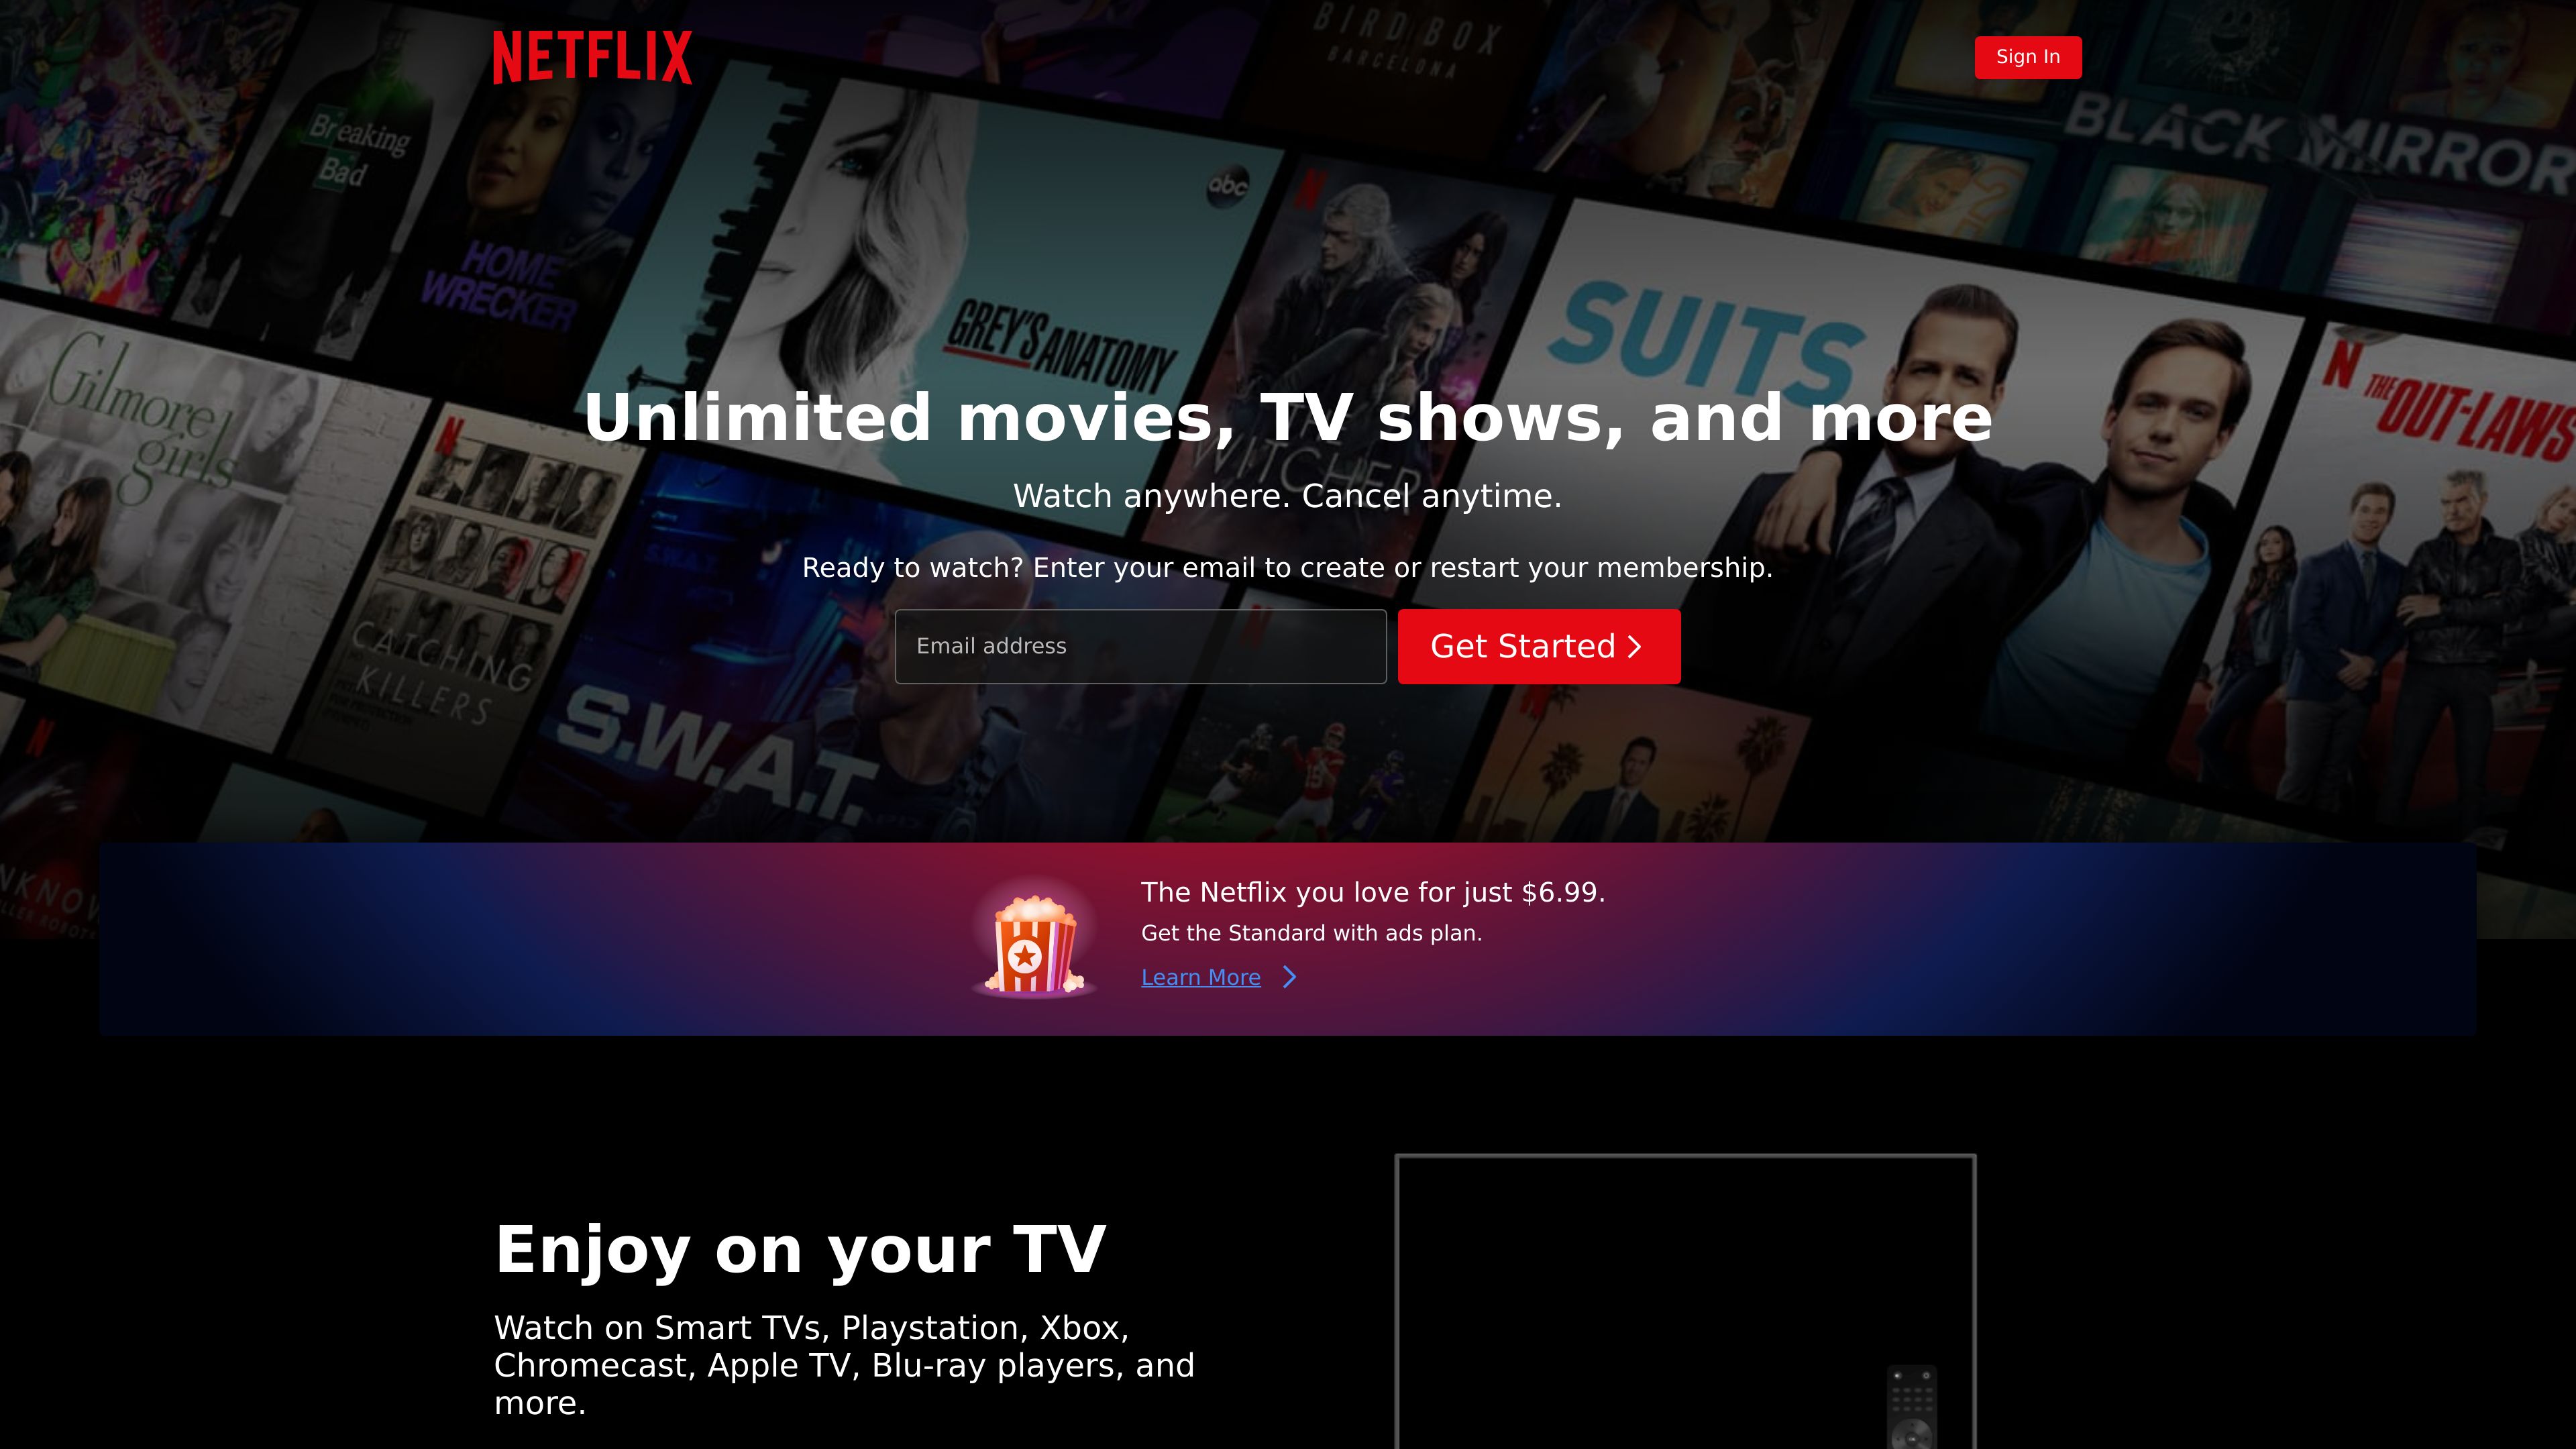 NETFLIX
Sign In
BIRD BOX
BARCELONA
Breaking
Bad
HOME
WRECKER
abc
GREY'S ANATOMY
BLACK MIRROR
SUITS
N
THE OUT-LAWS
Gilmore
girls
WITCHER
Unlimited movies, TV shows, and more
Watch anywhere. Cancel anytime.
Ready to watch? Enter your email to create or restart your membership.
Email address
Get Started
CATCHING
KILLERS
S.W.A.T.
The Netflix you love for just $6.99.
Get the Standard with ads plan.
Learn More
Enjoy on your TV
Watch on Smart TVs, Playstation, Xbox,
Chromecast, Apple TV, Blu-ray players, and
more.